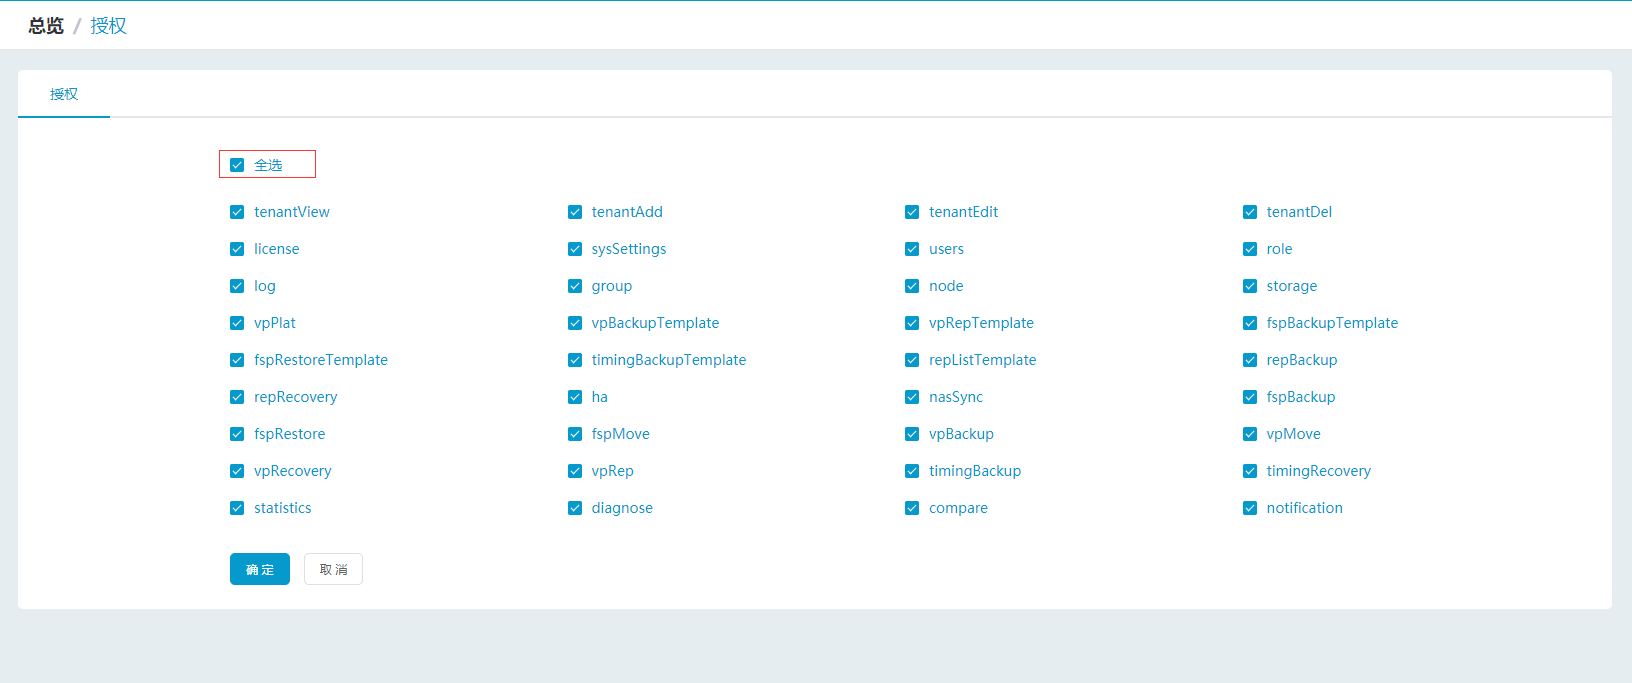 总览 / 授权
授权
全选
tenantView tenantAdd tenantEdit tenantDel
license sysSettings users role
log group node storage
vpPlat vpBackupTemplate vpRepTemplate fspBackupTemplate
fspRestoreTemplate timingBackupTemplate repListTemplate repBackup
repRecovery ha nasSync fspBackup
fspRestore fspMove vpBackup vpMove
vpRecovery vpRep timingBackup timingRecovery
statistics diagnose compare notification
确定 取消